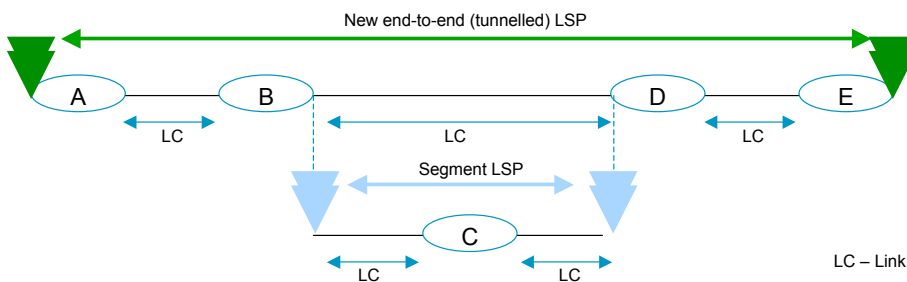 New end-to-end (tunnelled) LSP
A B D E
LC LC LC
Segment LSP
C
LC LC
LC – Link